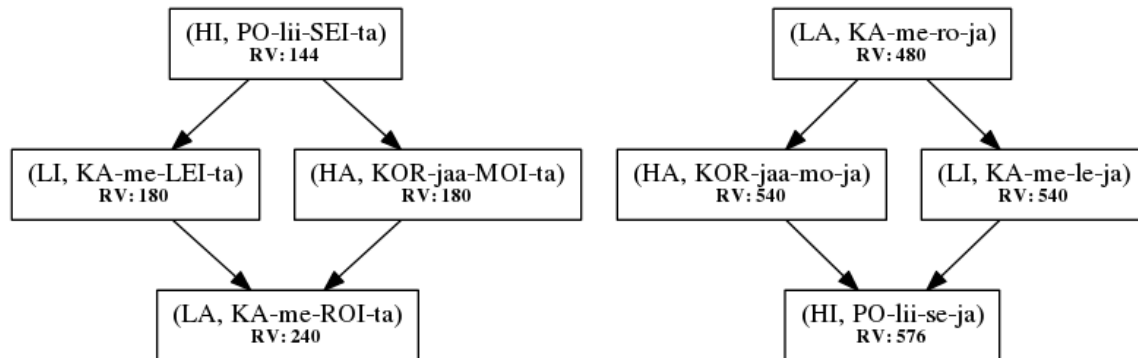 (HI, PO-lii-SEI-ta)
RV: 144
(LI, KA-me-LEI-ta)
RV: 180
(HA, KOR-jaa-MOI-ta)
RV: 180
(LA, KA-me-ROI-ta)
RV: 240
(LA, KA-me-ro-ja)
RV: 480
(HA, KOR-jaa-mo-ja)
RV: 540
(LI, KA-me-le-ja)
RV: 540
(HI, PO-lii-se-ja)
RV: 576